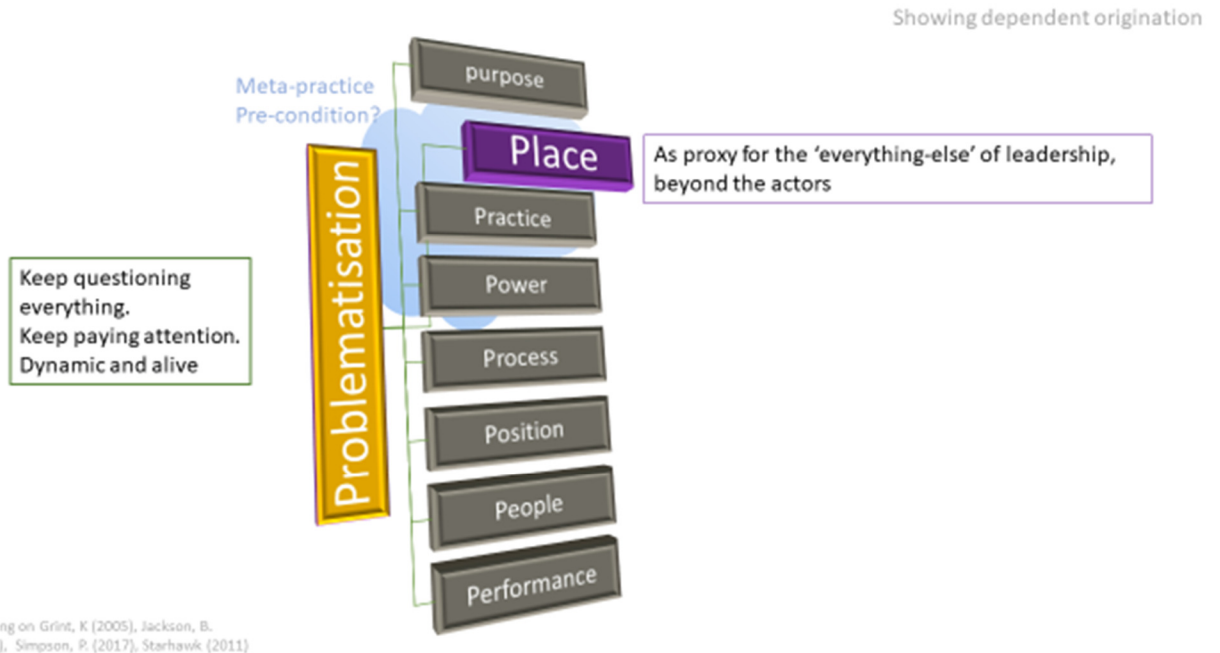 Showing dependent origination
Meta-practice
Pre-condition?
purpose
Place
As proxy for the ‘everything-else’ of leadership,
beyond the actors
Practice
Problematisation
Power
Keep questioning
everything.
Keep paying attention.
Dynamic and alive
Process
Position
People
Performance
ng on Grint, K (2005), Jackson, B.
), Simpson, P. (2017), Starhawk (2011)